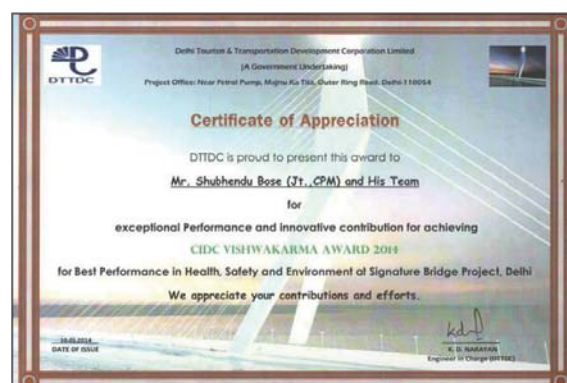 DTTDC
Delhi Tourism & Transportation Development Corporation Limited
(A Government Undertaking)
Project Office: Near Petrol Pump, Majnu Ka Tila, Outer Ring Road, Delhi-110054
Certificate of Appreciation
DTTDC is proud to present this award to
Mr. Shubhendu Bose (Jt.,CPM) and His Team
for
exceptional Performance and innovative contribution for achieving
CIDC VISHWAKARMA AWARD 2014
for Best Performance in Health, Safety and Environment at Signature Bridge Project, Delhi
We appreciate your contributions and efforts.
DATE OF ISSUE
K. D. NARAYAN
Engineer in Charge (DTTDC)